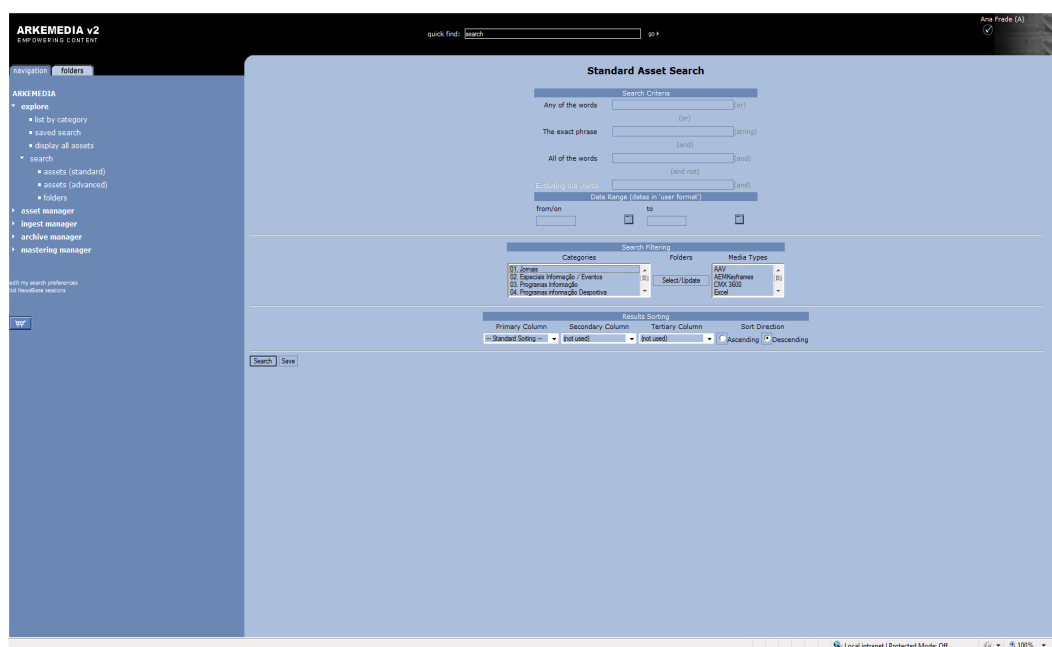 ARKEMEDIA v2
EMPOWERING CONTENT
quick find: search go
Ana Frade (A)
navigation folders
ARKEMEDIA
explore
list by category
saved search
display all assets
search
assets (standard)
assets (advanced)
folders
asset manager
ingest manager
archive manager
mastering manager
edit my search preferences
list NewsBase sessions
Standard Asset Search
Search Criteria
Any of the words (or)
(or)
The exact phrase (string)
(and)
All of the words (and)
(and not)
Excluding the words (and)
Date Range (dates in 'user format')
from/on to
Search Filtering
Categories Folders Media Types
01. Jornais
02. Especiais Informação / Eventos
03. Programas Informação
04. Programas informação Desportiva
Select/Update
AAV
AEMKeyframes
CMX 3600
Excel
Results Sorting
Primary Column Secondary Column Tertiary Column Sort Direction
--- Standard Sorting --- (not used) (not used) Ascending Descending
Search Save
Local intranet | Protected Mode: Off 100%